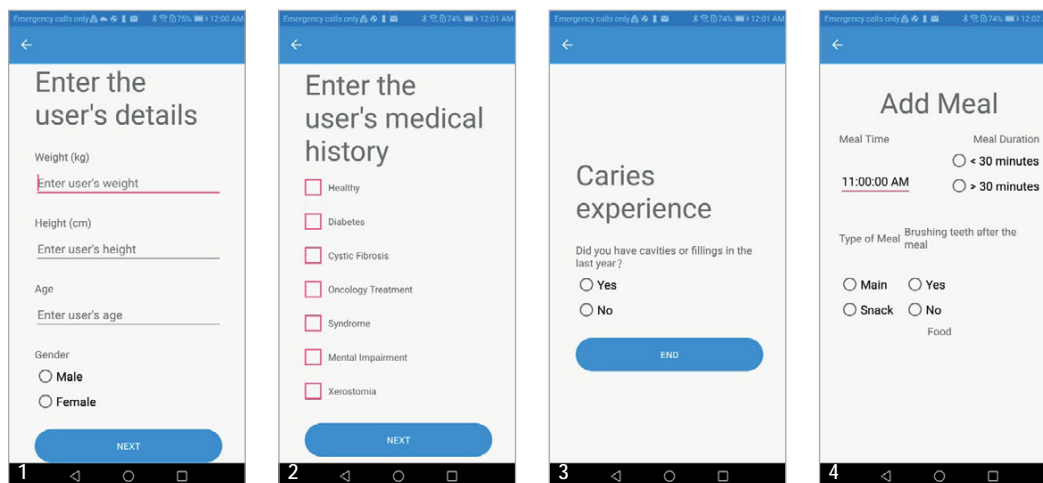 Emergency calls only 75% 12:00 AM
Enter the
user's details
Weight (kg)
Enter user's weight
Height (cm)
Enter user's height
Age
Enter user's age
Gender
Male
Female
NEXT
1
Emergency calls only 74% 12:01 AM
Enter the
user's medical
history
Healthy
Diabetes
Cystic Fibrosis
Oncology Treatment
Syndrome
Mental Impairment
Xerostomia
NEXT
2
Emergency calls only 74% 12:01 AM
Caries
experience
Did you have cavities or fillings in the
last year?
Yes
No
END
3
Emergency calls only 74% 12:02
Add Meal
Meal Time Meal Duration
< 30 minutes
11:00:00 AM
> 30 minutes
Type of Meal Brushing teeth after the
meal
Main Yes
Snack No
Food
4